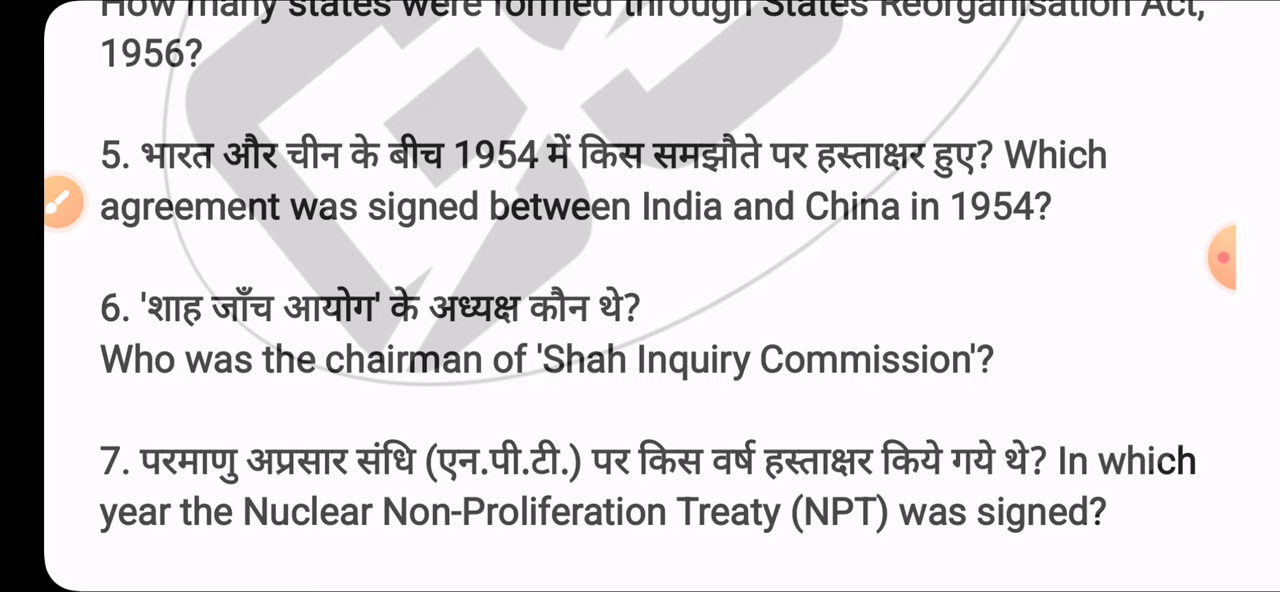 How many states were formed through States Reorganisation Act,
1956?
5. भारत और चीन के बीच 1954 में किस समझौते पर हस्ताक्षर हुए? Which
agreement was signed between India and China in 1954?
6. 'शाह जाँच आयोग' के अध्यक्ष कौन थे?
Who was the chairman of 'Shah Inquiry Commission'?
7. परमाणु अप्रसार संधि (एन.पी.टी.) पर किस वर्ष हस्ताक्षर किये गये थे? In which
year the Nuclear Non-Proliferation Treaty (NPT) was signed?